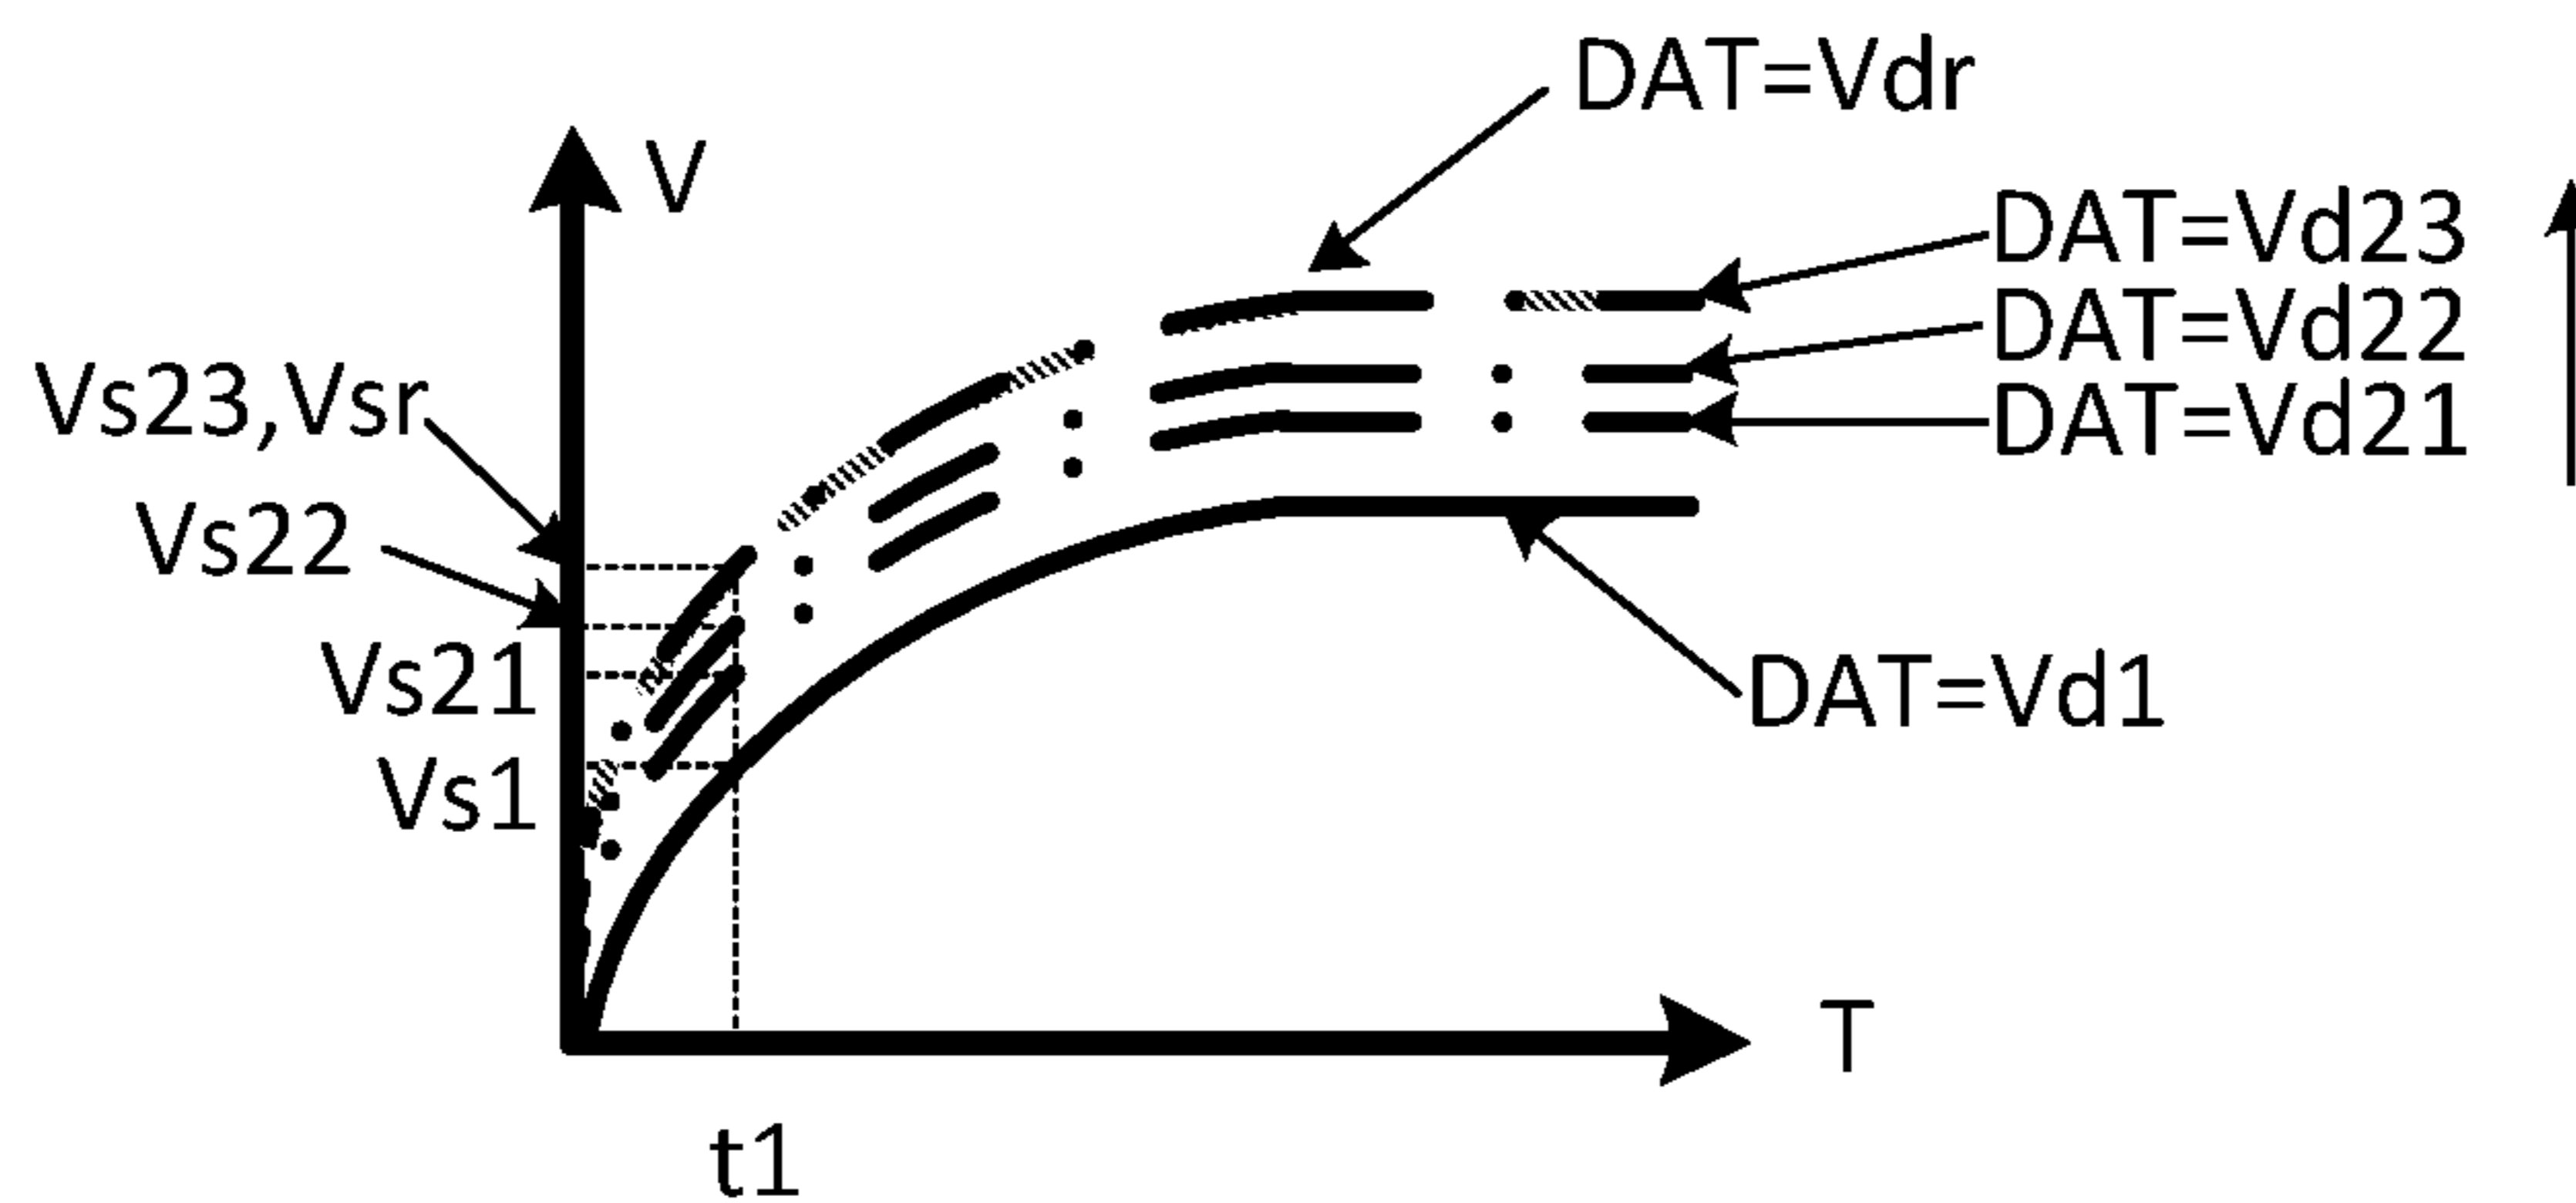 DAT=Vdr
V
DAT=Vd23
DAT=Vd22
DAT=Vd21
Vs23,Vsr
Vs22
Vs21
Vs1
DAT=Vd1
T
t1